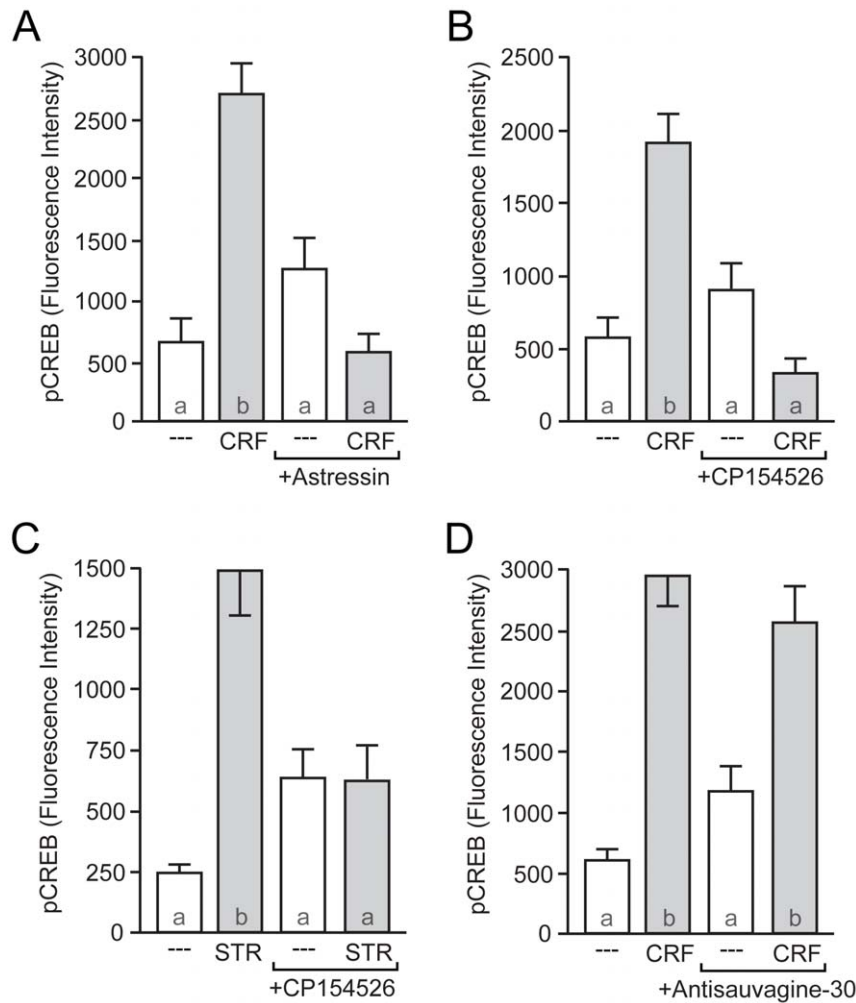 A
pCREB (Fluorescence Intensity)
3000
2500
2000
1500
1000
500
0
a b a a
--- CRF --- CRF
+Astressin
B
pCREB (Fluorescence Intensity)
2500
2000
1500
1000
500
0
a b a a
--- CRF --- CRF
+CP154526
C
pCREB (Fluorescence Intensity)
1500
1250
1000
750
500
250
0
a b a a
--- STR --- STR
+CP154526
D
pCREB (Fluorescence Intensity)
3000
2500
2000
1500
1000
500
0
a b a b
--- CRF --- CRF
+Antisauvagine-30